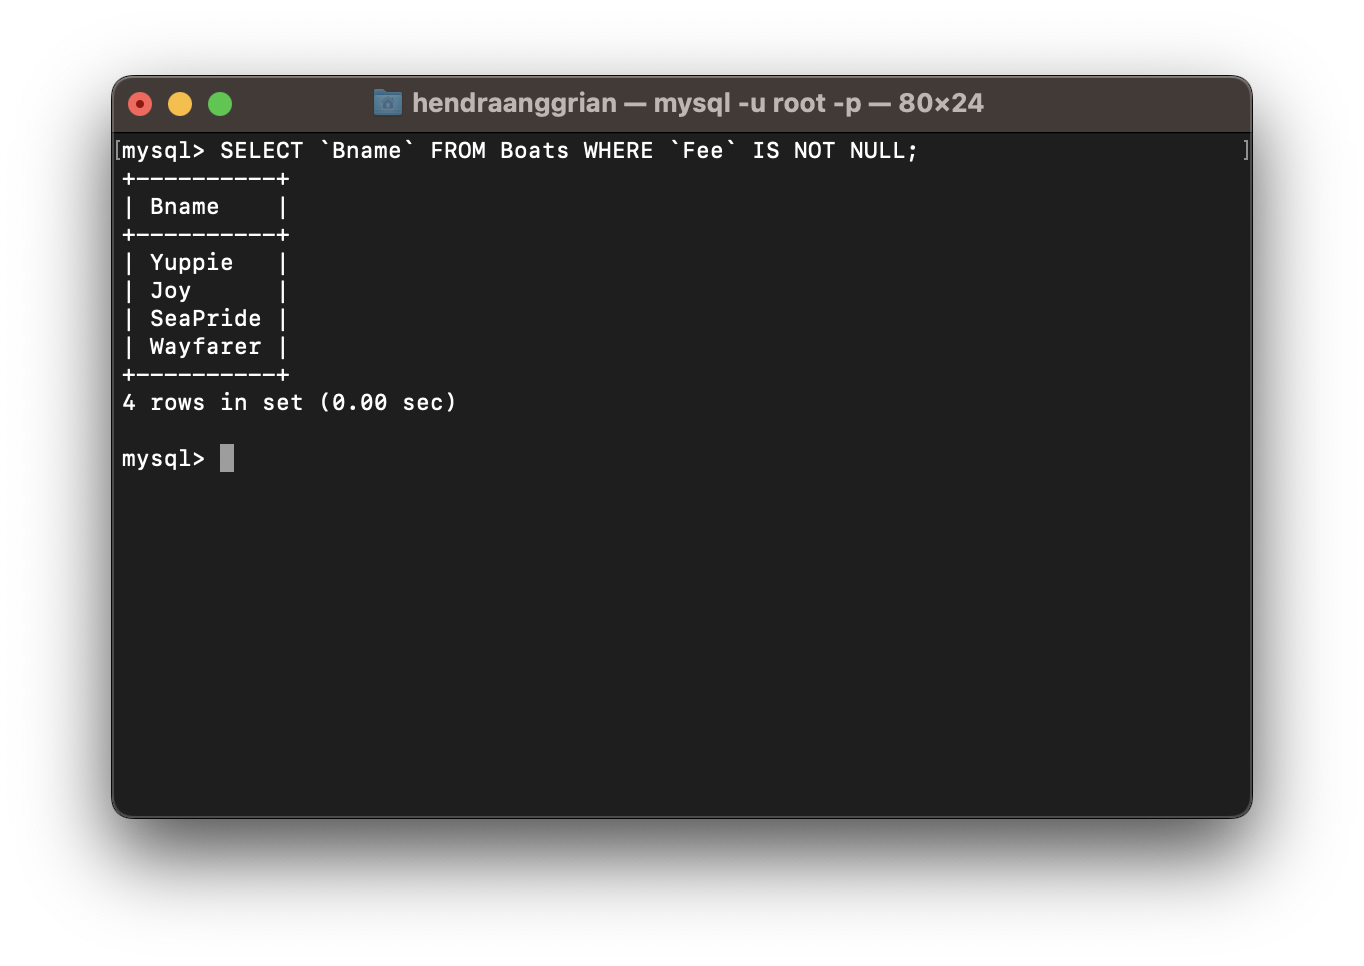 hendraanggrian — mysql -u root -p — 80×24
[mysql> SELECT `Bname` FROM Boats WHERE `Fee` IS NOT NULL; ]
+----------+
| Bname    |
+----------+
| Yuppie   |
| Joy      |
| SeaPride |
| Wayfarer |
+----------+
4 rows in set (0.00 sec)
mysql>